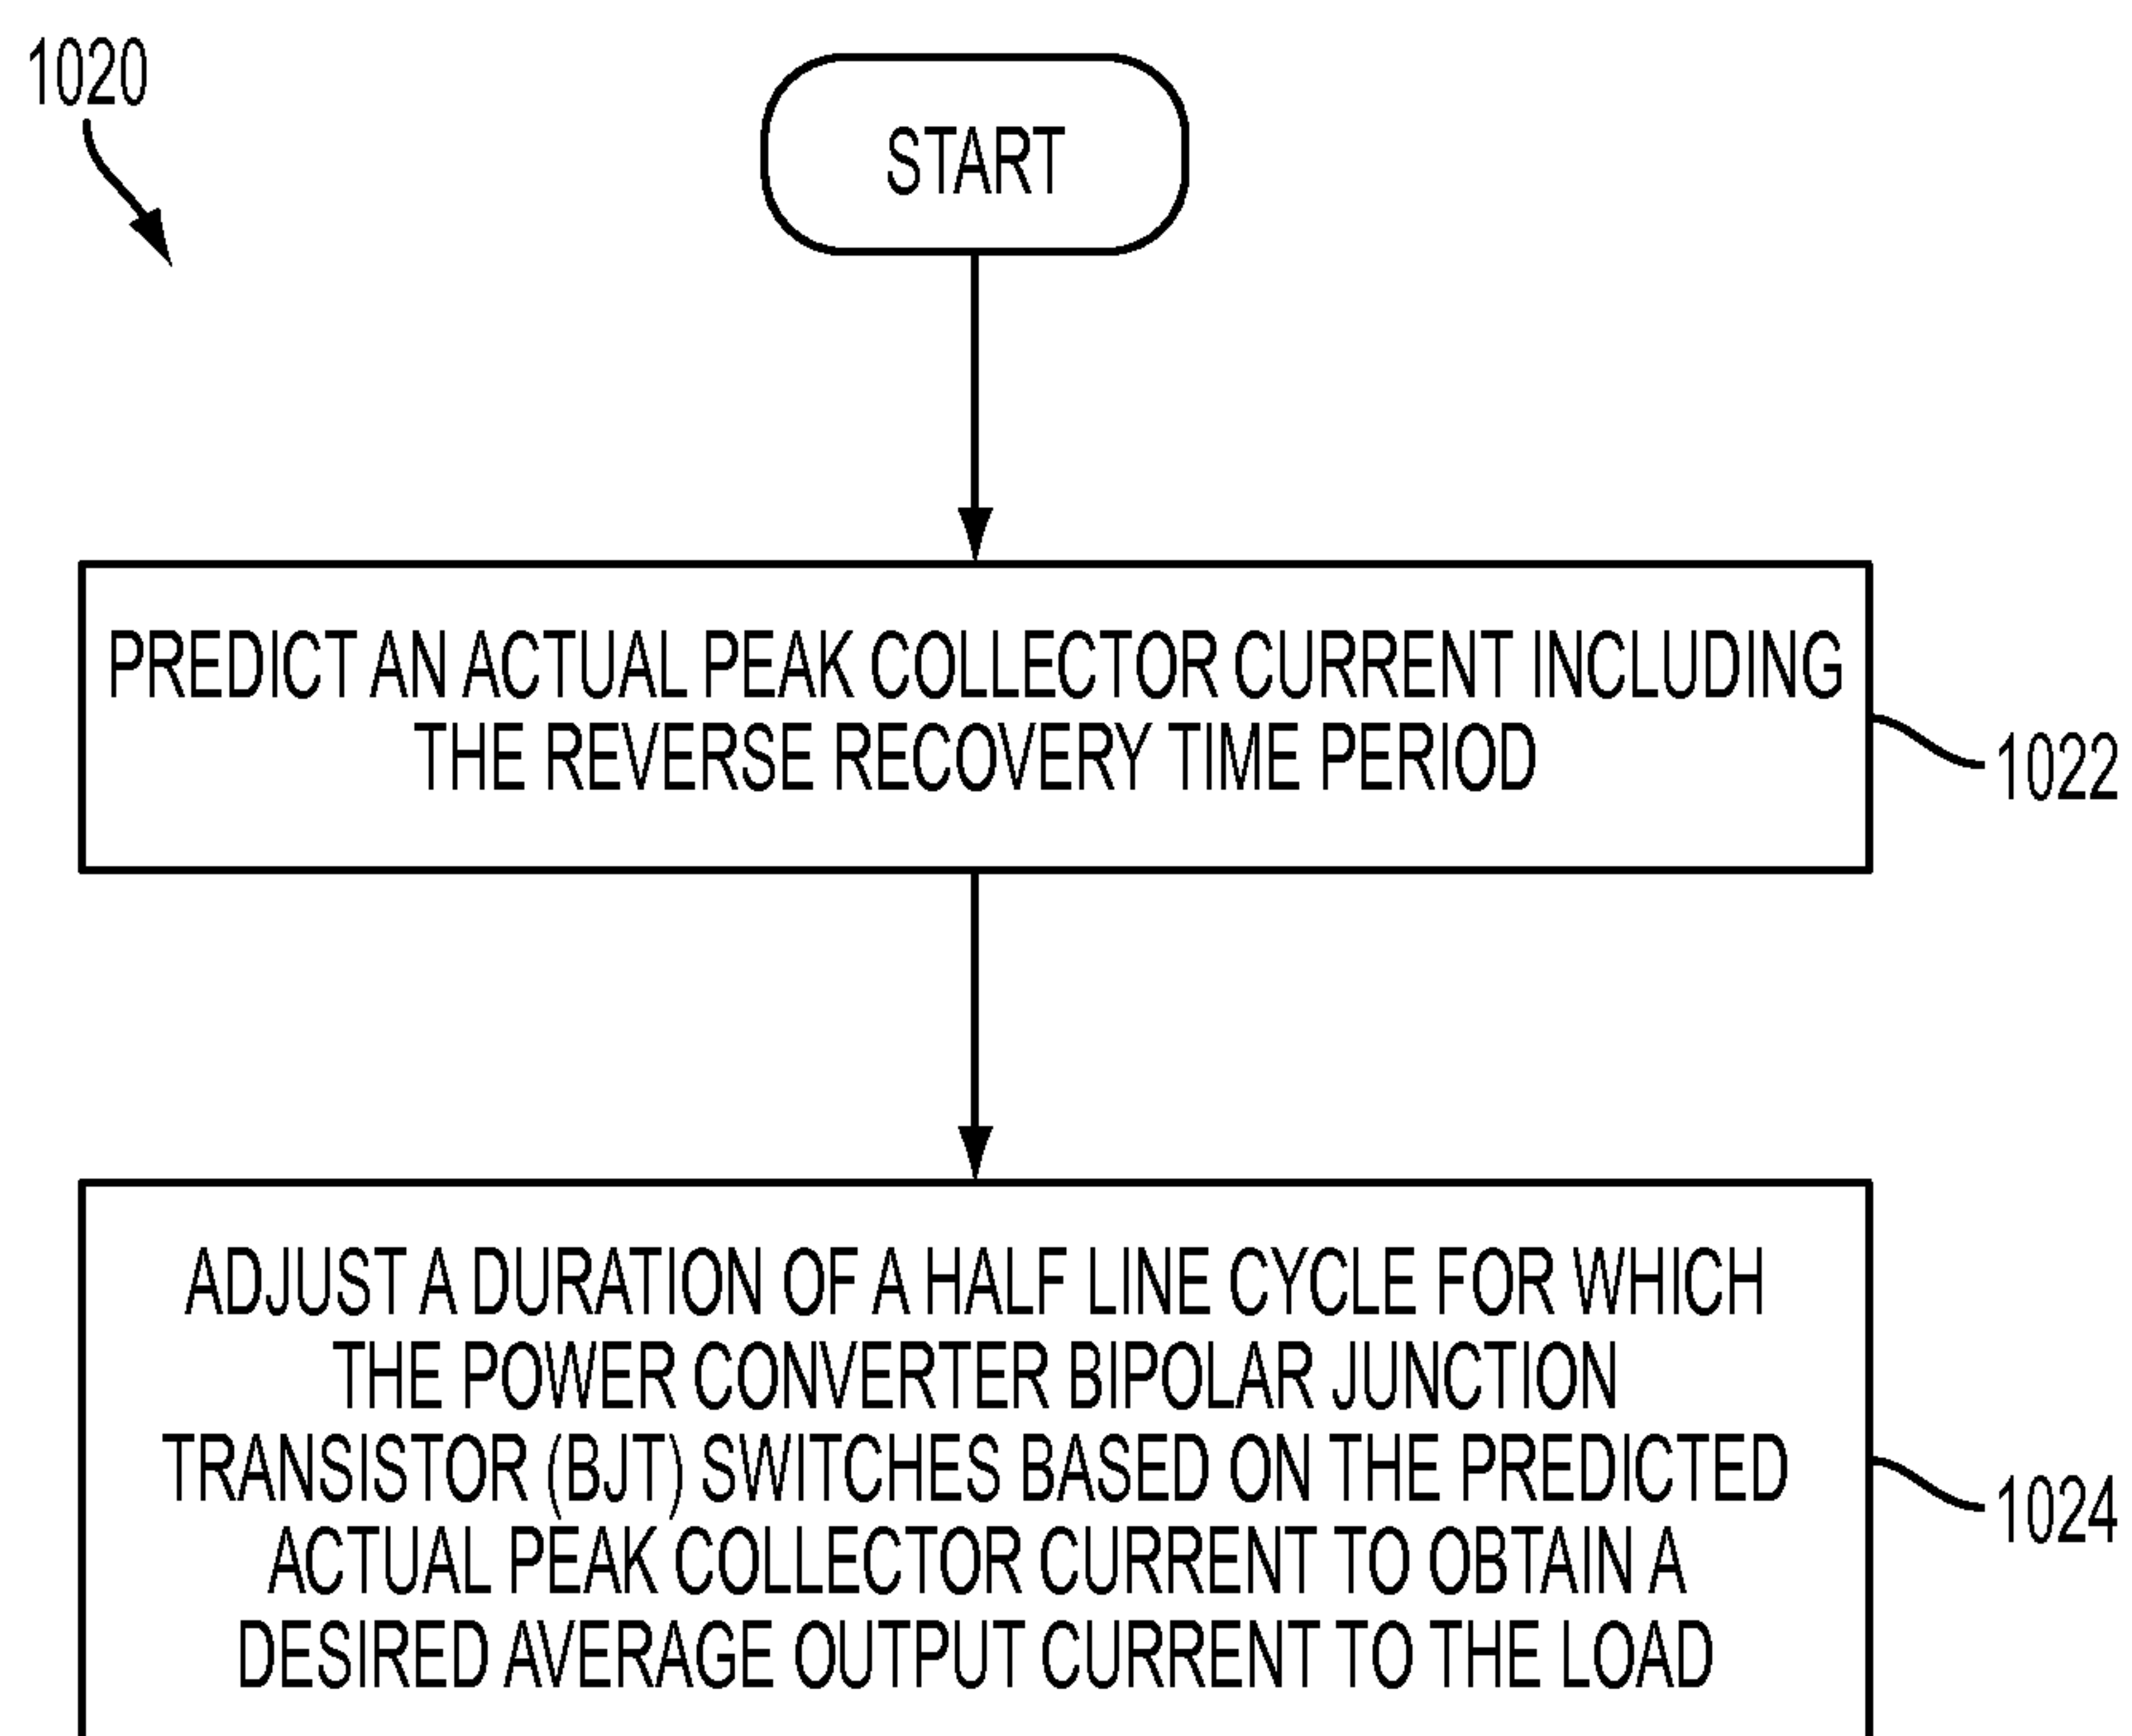 1020
START
PREDICT AN ACTUAL PEAK COLLECTOR CURRENT INCLUDING
THE REVERSE RECOVERY TIME PERIOD
1022
ADJUST A DURATION OF A HALF LINE CYCLE FOR WHICH
THE POWER CONVERTER BIPOLAR JUNCTION
TRANSISTOR (BJT) SWITCHES BASED ON THE PREDICTED
ACTUAL PEAK COLLECTOR CURRENT TO OBTAIN A
DESIRED AVERAGE OUTPUT CURRENT TO THE LOAD
1024